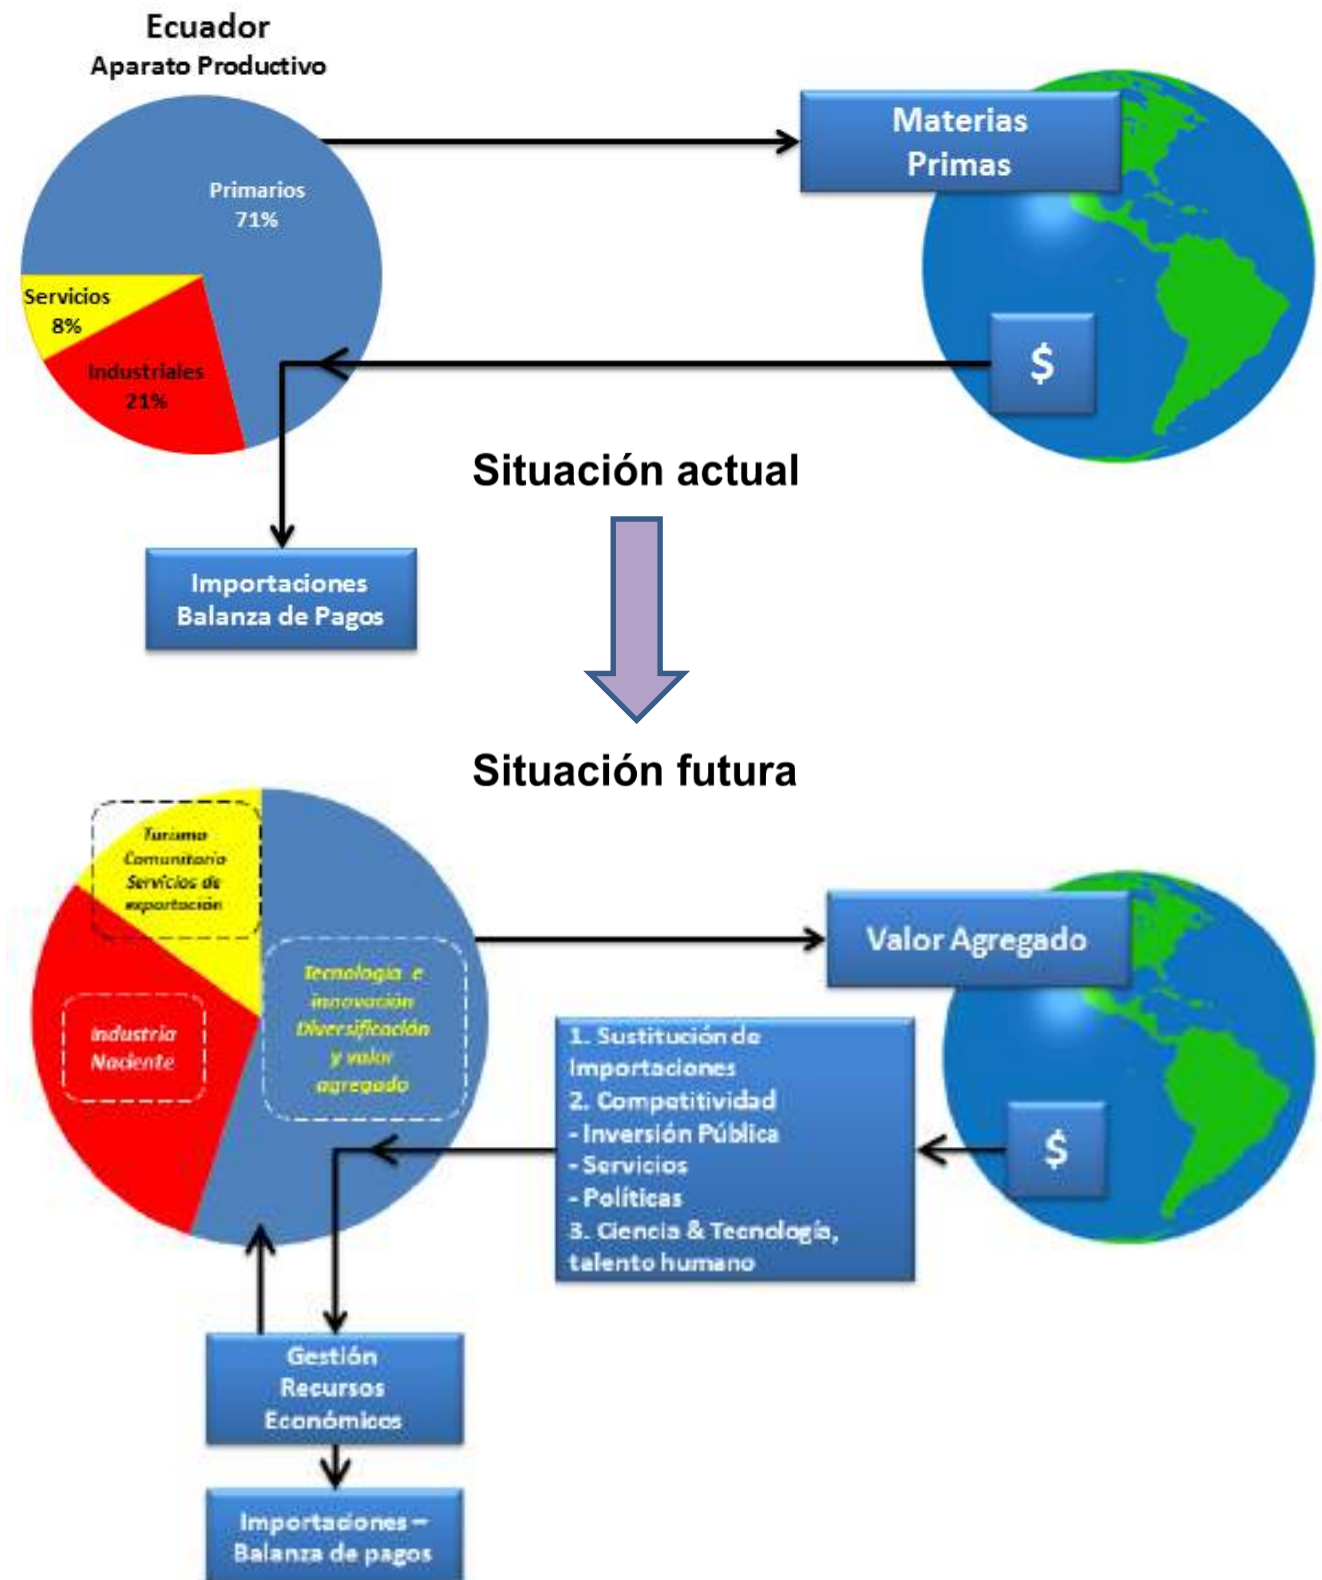 Ecuador
Aparato Productivo
Primarios
71%
Servicios
8%
Industriales
21%
Materias
Primas
$
Situación actual
Importaciones
Balanza de Pagos
Situación futura
Turismo
Comunitario
Servicios de
exportación
Tecnología e
innovación
Diversificación
y valor
agregado
Industria
Naciente
Valor Agregado
1. Sustitución de
Importaciones
2. Competitividad
- Inversión Pública
- Servicios
- Políticas
3. Ciencia & Tecnología,
talento humano
$
Gestión
Recursos
Económicos
Importaciones –
Balanza de pagos